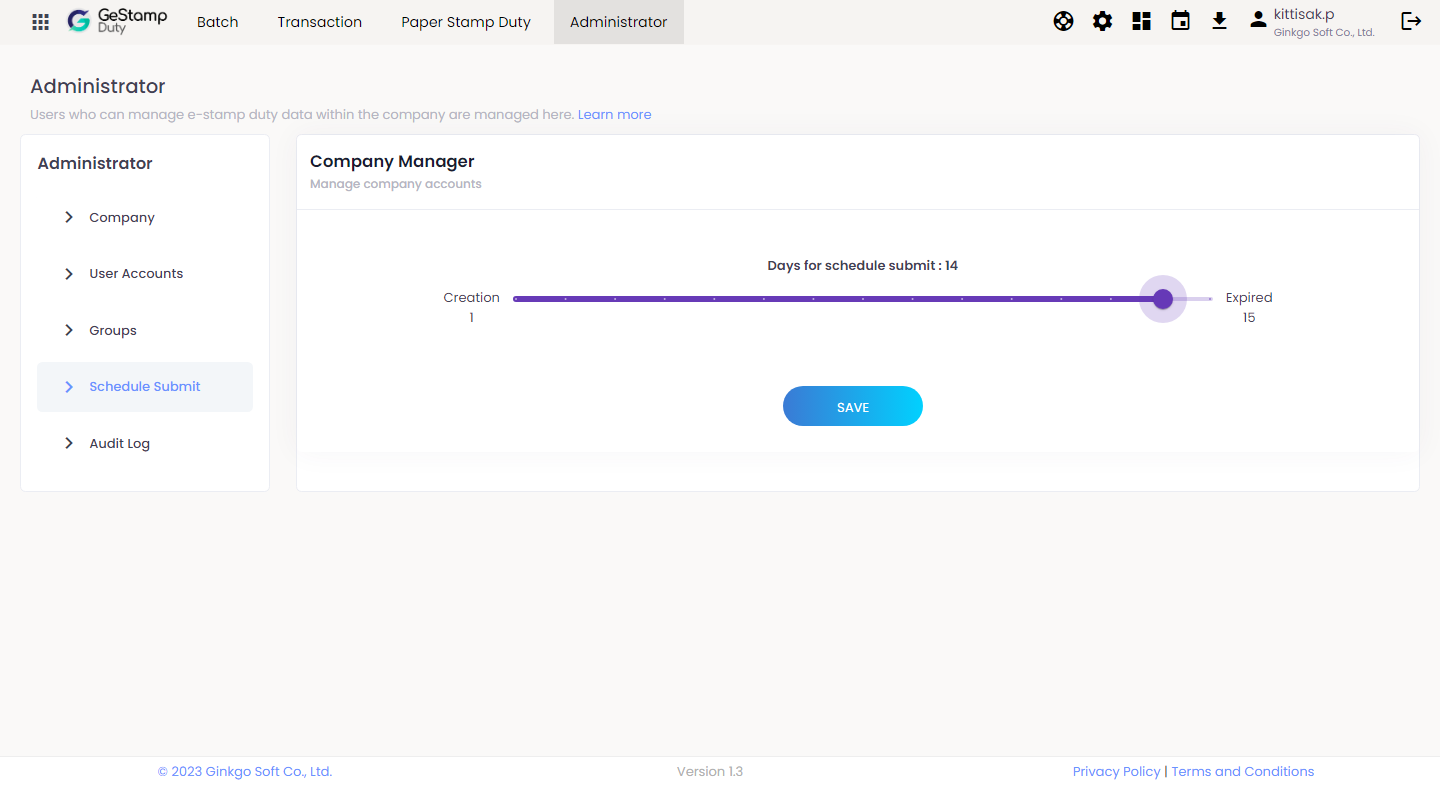 GeStamp
Duty
Batch
Transaction
Paper Stamp Duty
Administrator
kittisak.p
Ginkgo Soft Co., Ltd.
Administrator
Users who can manage e-stamp duty data within the company are managed here. Learn more
Administrator
Company
User Accounts
Groups
Schedule Submit
Audit Log
Company Manager
Manage company accounts
Days for schedule submit : 14
Creation
1
Expired
15
SAVE
© 2023 Ginkgo Soft Co., Ltd.
Version 1.3
Privacy Policy | Terms and Conditions